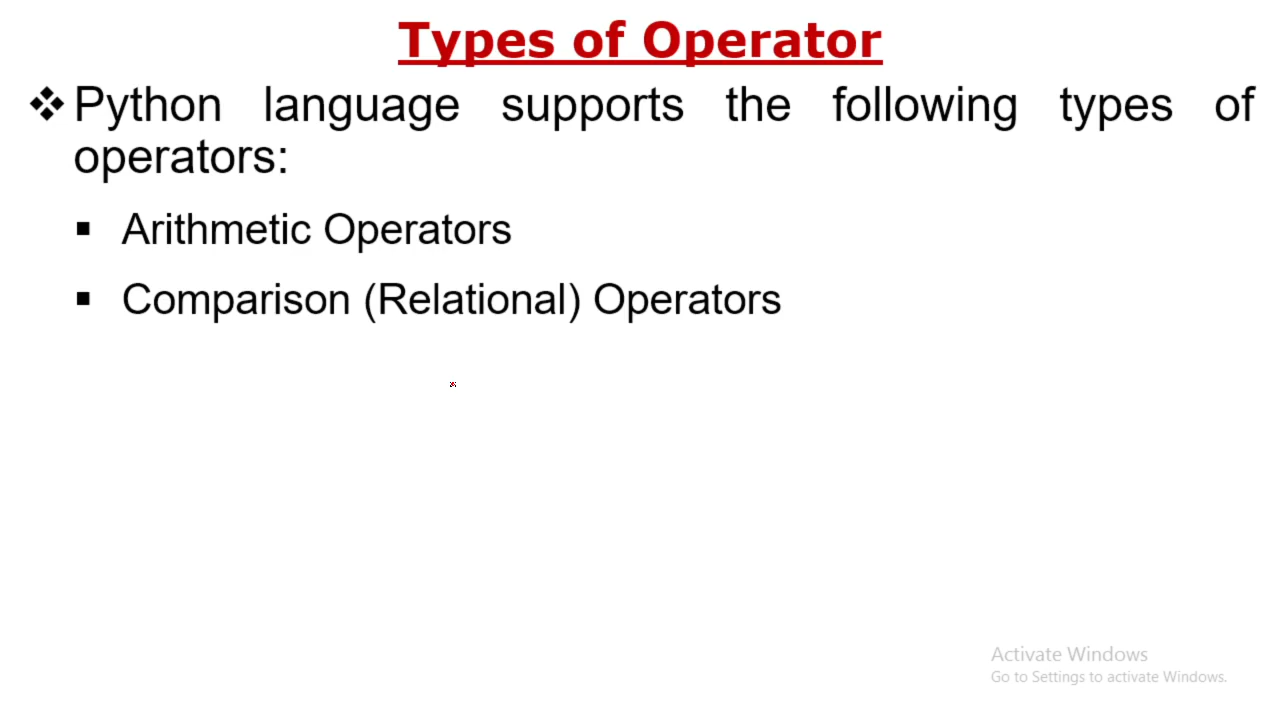 Types of Operator
Python language supports the following types of
operators:
Arithmetic Operators
Comparison (Relational) Operators
Activate Windows
Go to Settings to activate Windows.